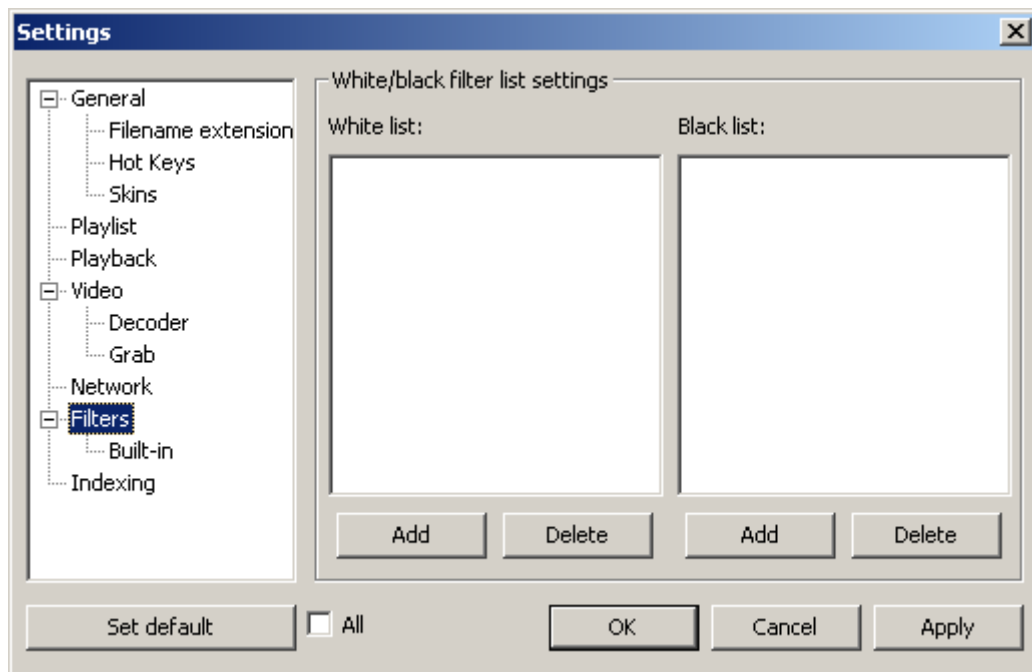 Settings
General
Filename extension
Hot Keys
Skins
Playlist
Playback
Video
Decoder
Grab
Network
Filters
Built-in
Indexing
White/black filter list settings
White list:
Black list:
Add
Delete
Add
Delete
Set default
All
OK
Cancel
Apply